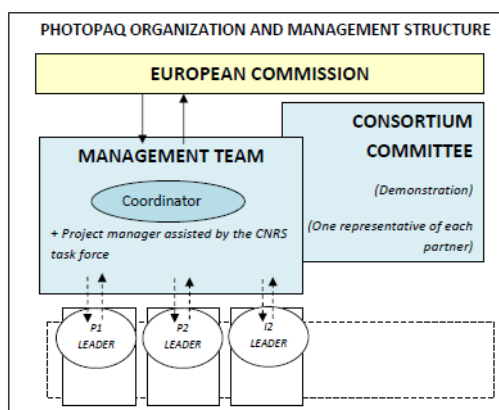 PHOTOPAQ ORGANIZATION AND MANAGEMENT STRUCTURE
EUROPEAN COMMISSION
CONSORTIUM
COMMITTEE
(Demonstration)
(One representative of each
partner)
MANAGEMENT TEAM
Coordinator
+ Project manager assisted by the CNRS
task force
P1
LEADER
P2
LEADER
I2
LEADER